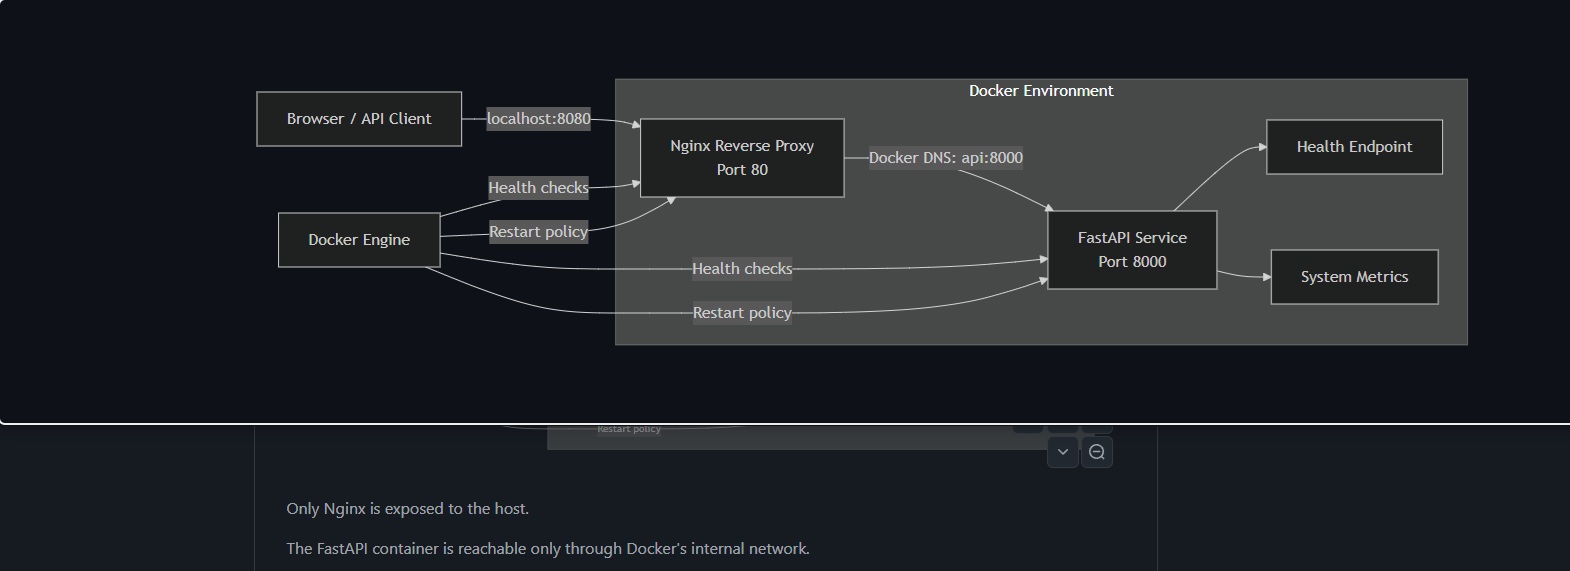 Docker Environment
Browser / API Client
localhost:8080
Nginx Reverse Proxy
Port 80
Docker DNS: api:8000
Health Endpoint
Health checks
Restart policy
Docker Engine
FastAPI Service
Port 8000
Health checks
System Metrics
Restart policy
Restart policy
Only Nginx is exposed to the host.
The FastAPI container is reachable only through Docker's internal network.